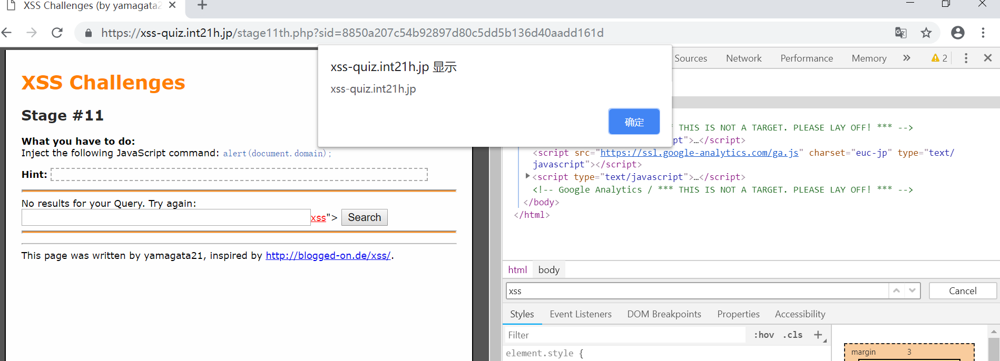 XSS Challenges (by yamagata2
https://xss-quiz.int21h.jp/stage11th.php?sid=8850a207c54b92897d80c5dd5b136d40aadd161d
xss-quiz.int21h.jp 显示
xss-quiz.int21h.jp
确定
XSS Challenges
Stage #11
What you have to do:
Inject the following JavaScript command: alert(document.domain);
Hint:
No results for your Query. Try again:
xss"> Search
This page was written by yamagata21, inspired by http://blogged-on.de/xss/.
Sources Network Performance Memory » 2
* THIS IS NOT A TARGET. PLEASE LAY OFF! *** -->
pt">…</script>
<script src="https://ssl.google-analytics.com/ga.js" charset="euc-jp" type="text/
javascript"></script>
<script type="text/javascript">…</script>
<!-- Google Analytics / *** THIS IS NOT A TARGET. PLEASE LAY OFF! *** -->
</body>
</html>
html body
xss Cancel
Styles Event Listeners DOM Breakpoints Properties Accessibility
Filter :hov .cls +
element.style {
margin 3